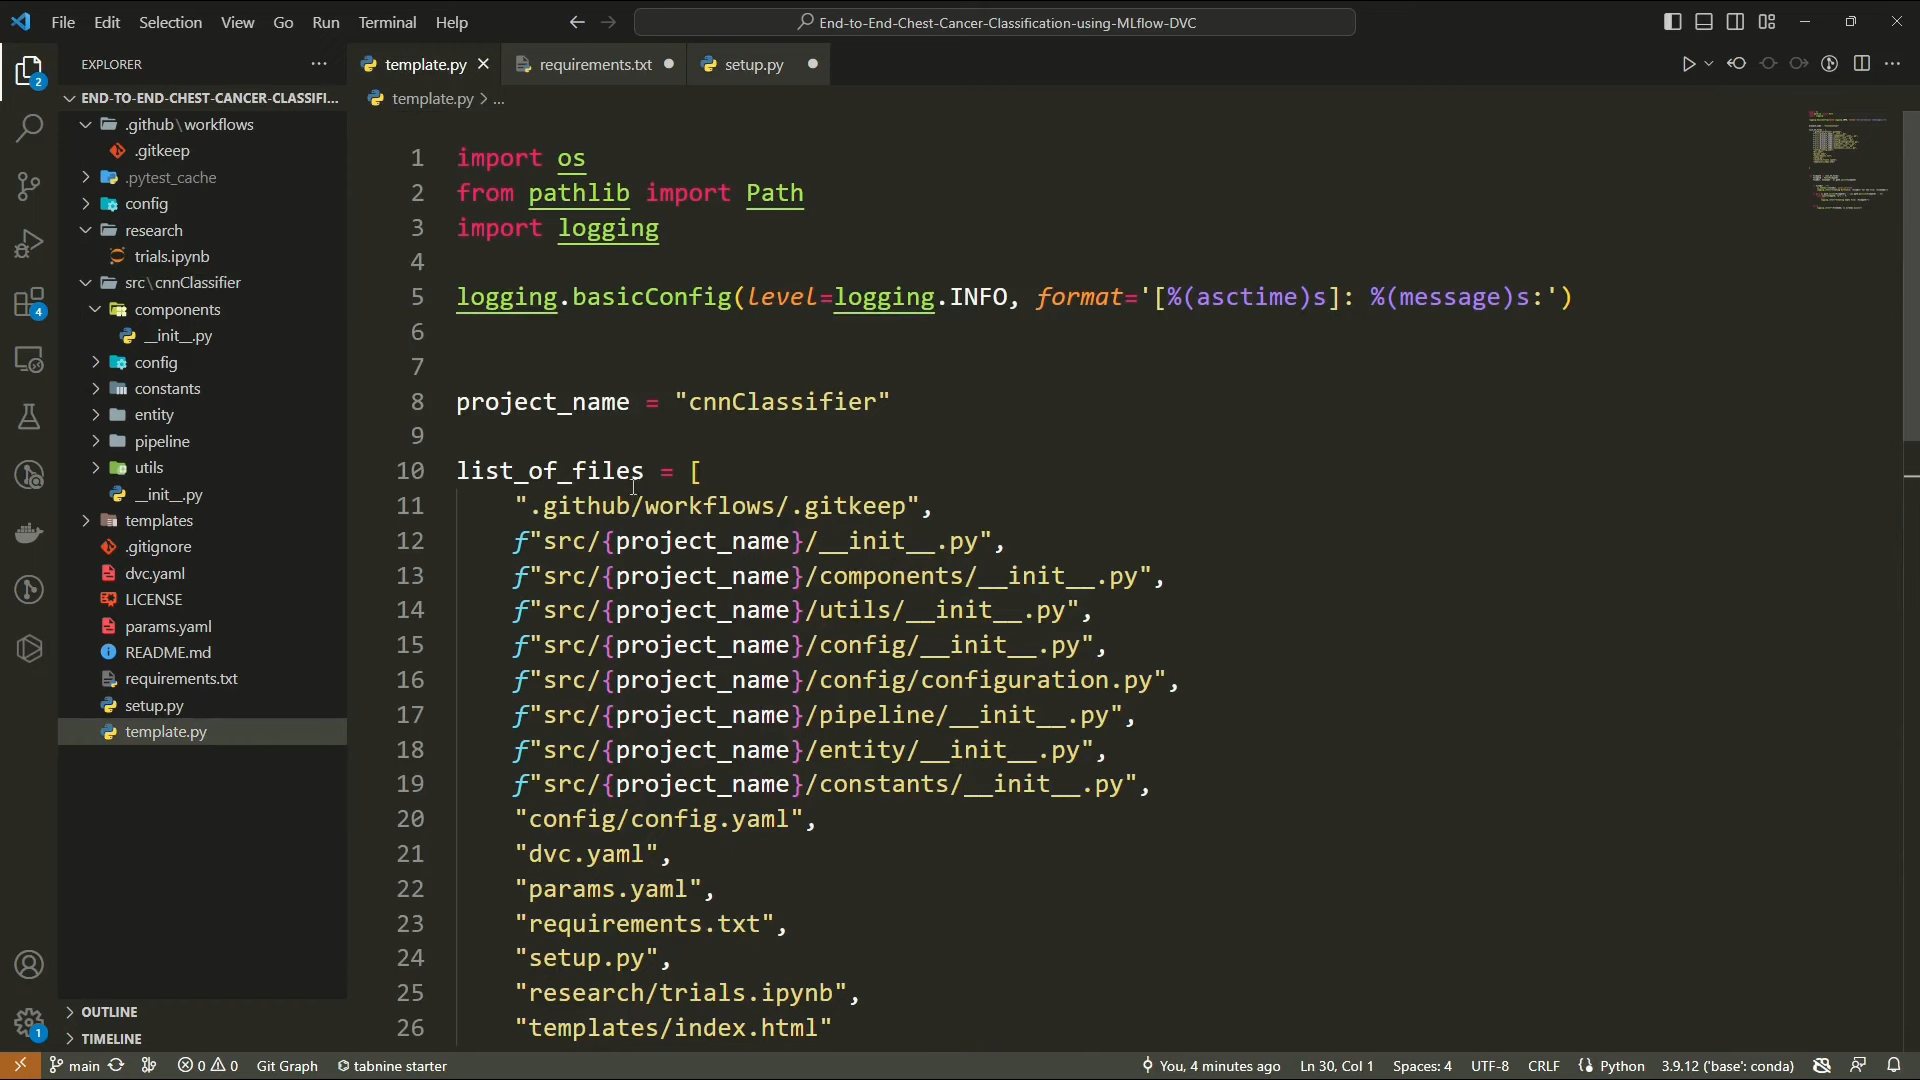 File Edit Selection View Go Run Terminal Help
End-to-End-Chest-Cancer-Classification-using-MLflow-DVC
EXPLORER
template.py
requirements.txt
setup.py
template.py > ...
2
END-TO-END-CHEST-CANCER-CLASSIFI...
.github\workflows
.gitkeep
.pytest_cache
config
research
trials.ipynb
src\cnnClassifier
components
__init__.py
config
constants
entity
pipeline
utils
__init__.py
templates
.gitignore
dvc.yaml
LICENSE
params.yaml
README.md
requirements.txt
setup.py
template.py
OUTLINE
TIMELINE
4
1
1 import os
2 from pathlib import Path
3 import logging
4
5 logging.basicConfig(level=logging.INFO, format='[%(asctime)s]: %(message)s:')
6
7
8 project_name = "cnnClassifier"
9
10 list_of_files = [
11 ".github/workflows/.gitkeep",
12 f"src/{project_name}/__init__.py",
13 f"src/{project_name}/components/__init__.py",
14 f"src/{project_name}/utils/__init__.py",
15 f"src/{project_name}/config/__init__.py",
16 f"src/{project_name}/config/configuration.py",
17 f"src/{project_name}/pipeline/__init__.py",
18 f"src/{project_name}/entity/__init__.py",
19 f"src/{project_name}/constants/__init__.py",
20 "config/config.yaml",
21 "dvc.yaml",
22 "params.yaml",
23 "requirements.txt",
24 "setup.py",
25 "research/trials.ipynb",
26 "templates/index.html"
main 0 0 Git Graph tabnine starter You, 4 minutes ago Ln 30, Col 1 Spaces: 4 UTF-8 CRLF Python 3.9.12 ('base': conda)